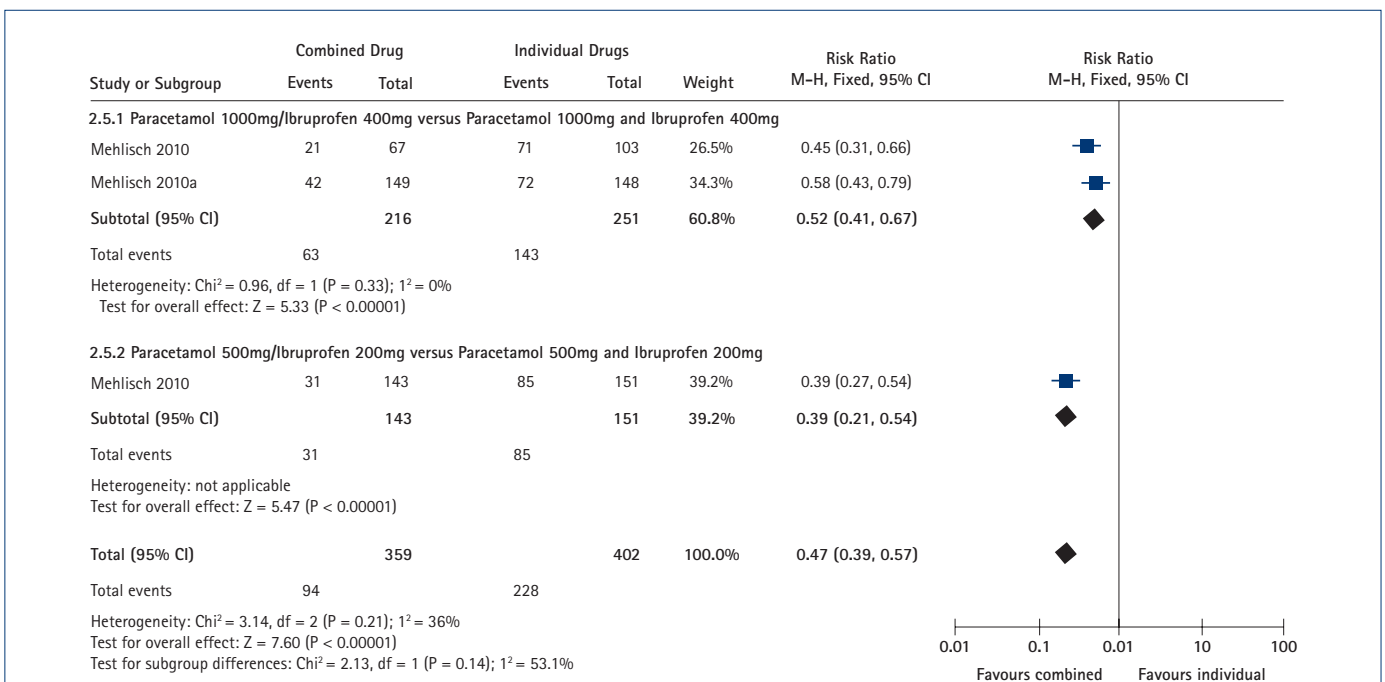 Combined Drug Individual Drugs Risk Ratio Risk Ratio
Study or Subgroup Events Total Events Total Weight M-H, Fixed, 95% CI M-H, Fixed, 95% CI
2.5.1 Paracetamol 1000mg/Ibruprofen 400mg versus Paracetamol 1000mg and Ibruprofen 400mg
Mehlisch 2010 21 67 71 103 26.5% 0.45 (0.31, 0.66)
Mehlisch 2010a 42 149 72 148 34.3% 0.58 (0.43, 0.79)
Subtotal (95% CI) 216 251 60.8% 0.52 (0.41, 0.67)
Total events 63 143
Heterogeneity: Chi² = 0.96, df = 1 (P = 0.33); 1² = 0%
Test for overall effect: Z = 5.33 (P < 0.00001)
2.5.2 Paracetamol 500mg/Ibruprofen 200mg versus Paracetamol 500mg and Ibruprofen 200mg
Mehlisch 2010 31 143 85 151 39.2% 0.39 (0.27, 0.54)
Subtotal (95% CI) 143 151 39.2% 0.39 (0.21, 0.54)
Total events 31 85
Heterogeneity: not applicable
Test for overall effect: Z = 5.47 (P < 0.00001)
Total (95% CI) 359 402 100.0% 0.47 (0.39, 0.57)
Total events 94 228
Heterogeneity: Chi² = 3.14, df = 2 (P = 0.21); 1² = 36%
Test for overall effect: Z = 7.60 (P < 0.00001)
Test for subgroup differences: Chi² = 2.13, df = 1 (P = 0.14); 1² = 53.1%
0.01 0.1 0.01 10 100
Favours combined Favours individual